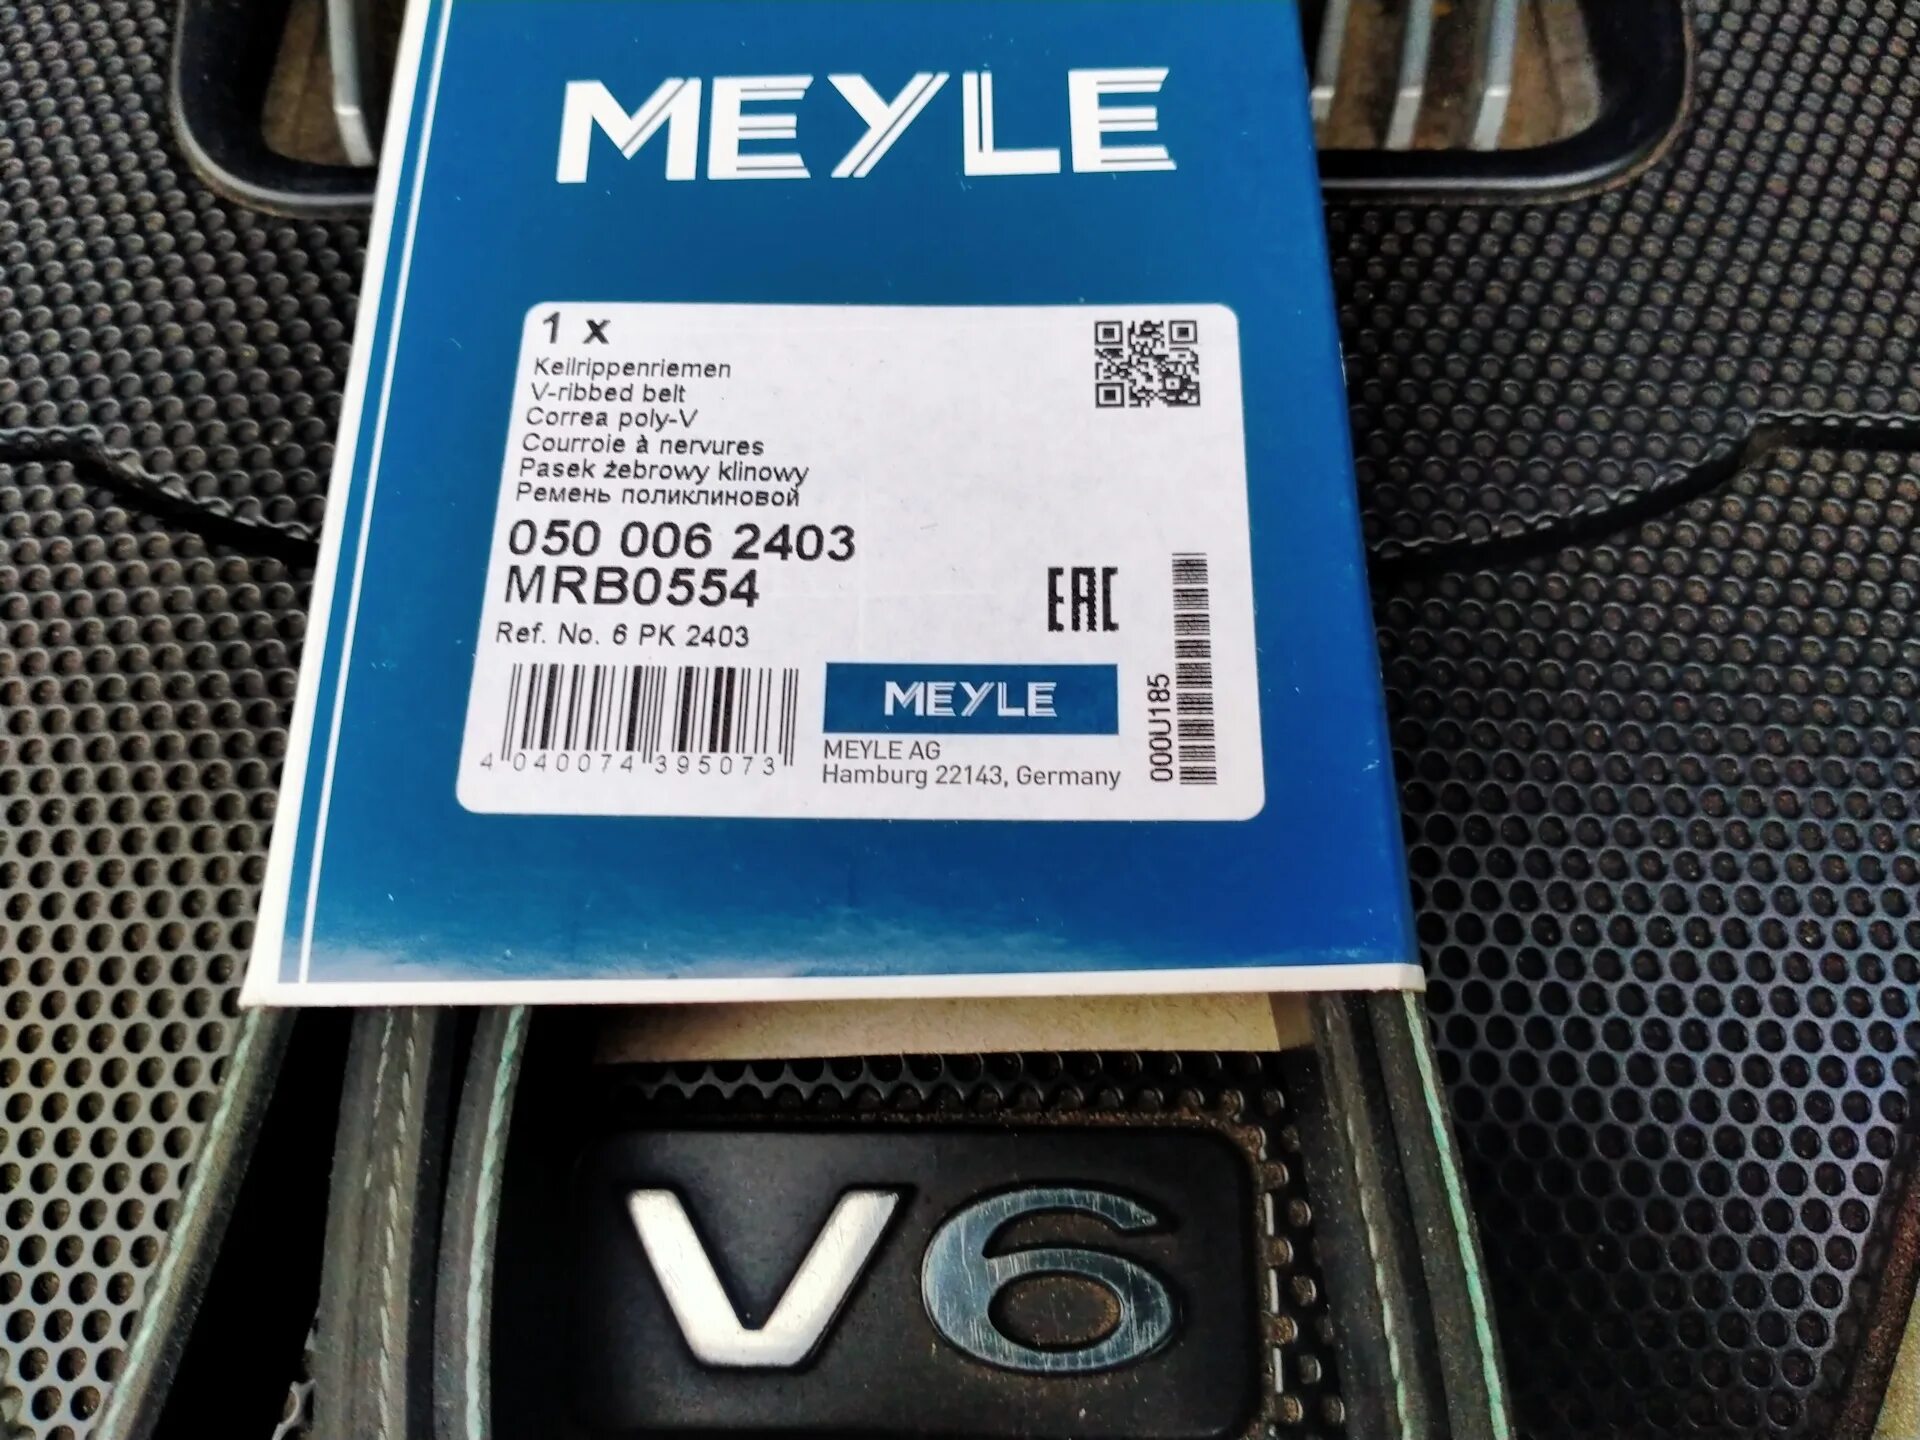 MEYLE
1 x
Keilrippenriemen
V-ribbed belt
Correa poly-V
Courroie à nervures
Pasek żebrowy klinowy
Ремень поликлиновой
050 006 2403
MRB0554
Ref. No. 6 PK 2403
EAC
4 040074 395073
MEYLE
MEYLE AG
Hamburg 22143, Germany
000U185
V6